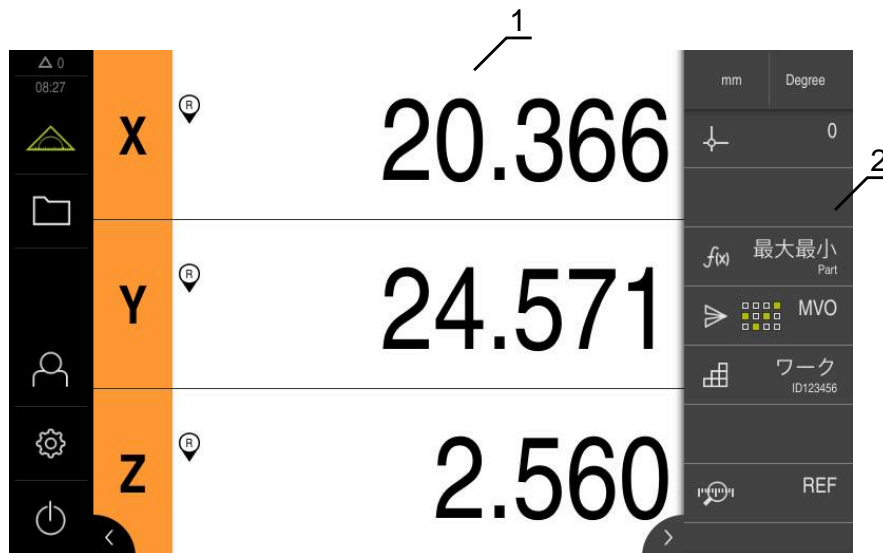 1
△ 0
08:27
X
R
20.366
mm
Degree
0
2
f(x)
最大最小
Part
Y
R
24.571
MVO
ワーク
ID123456
Z
R
2.560
REF